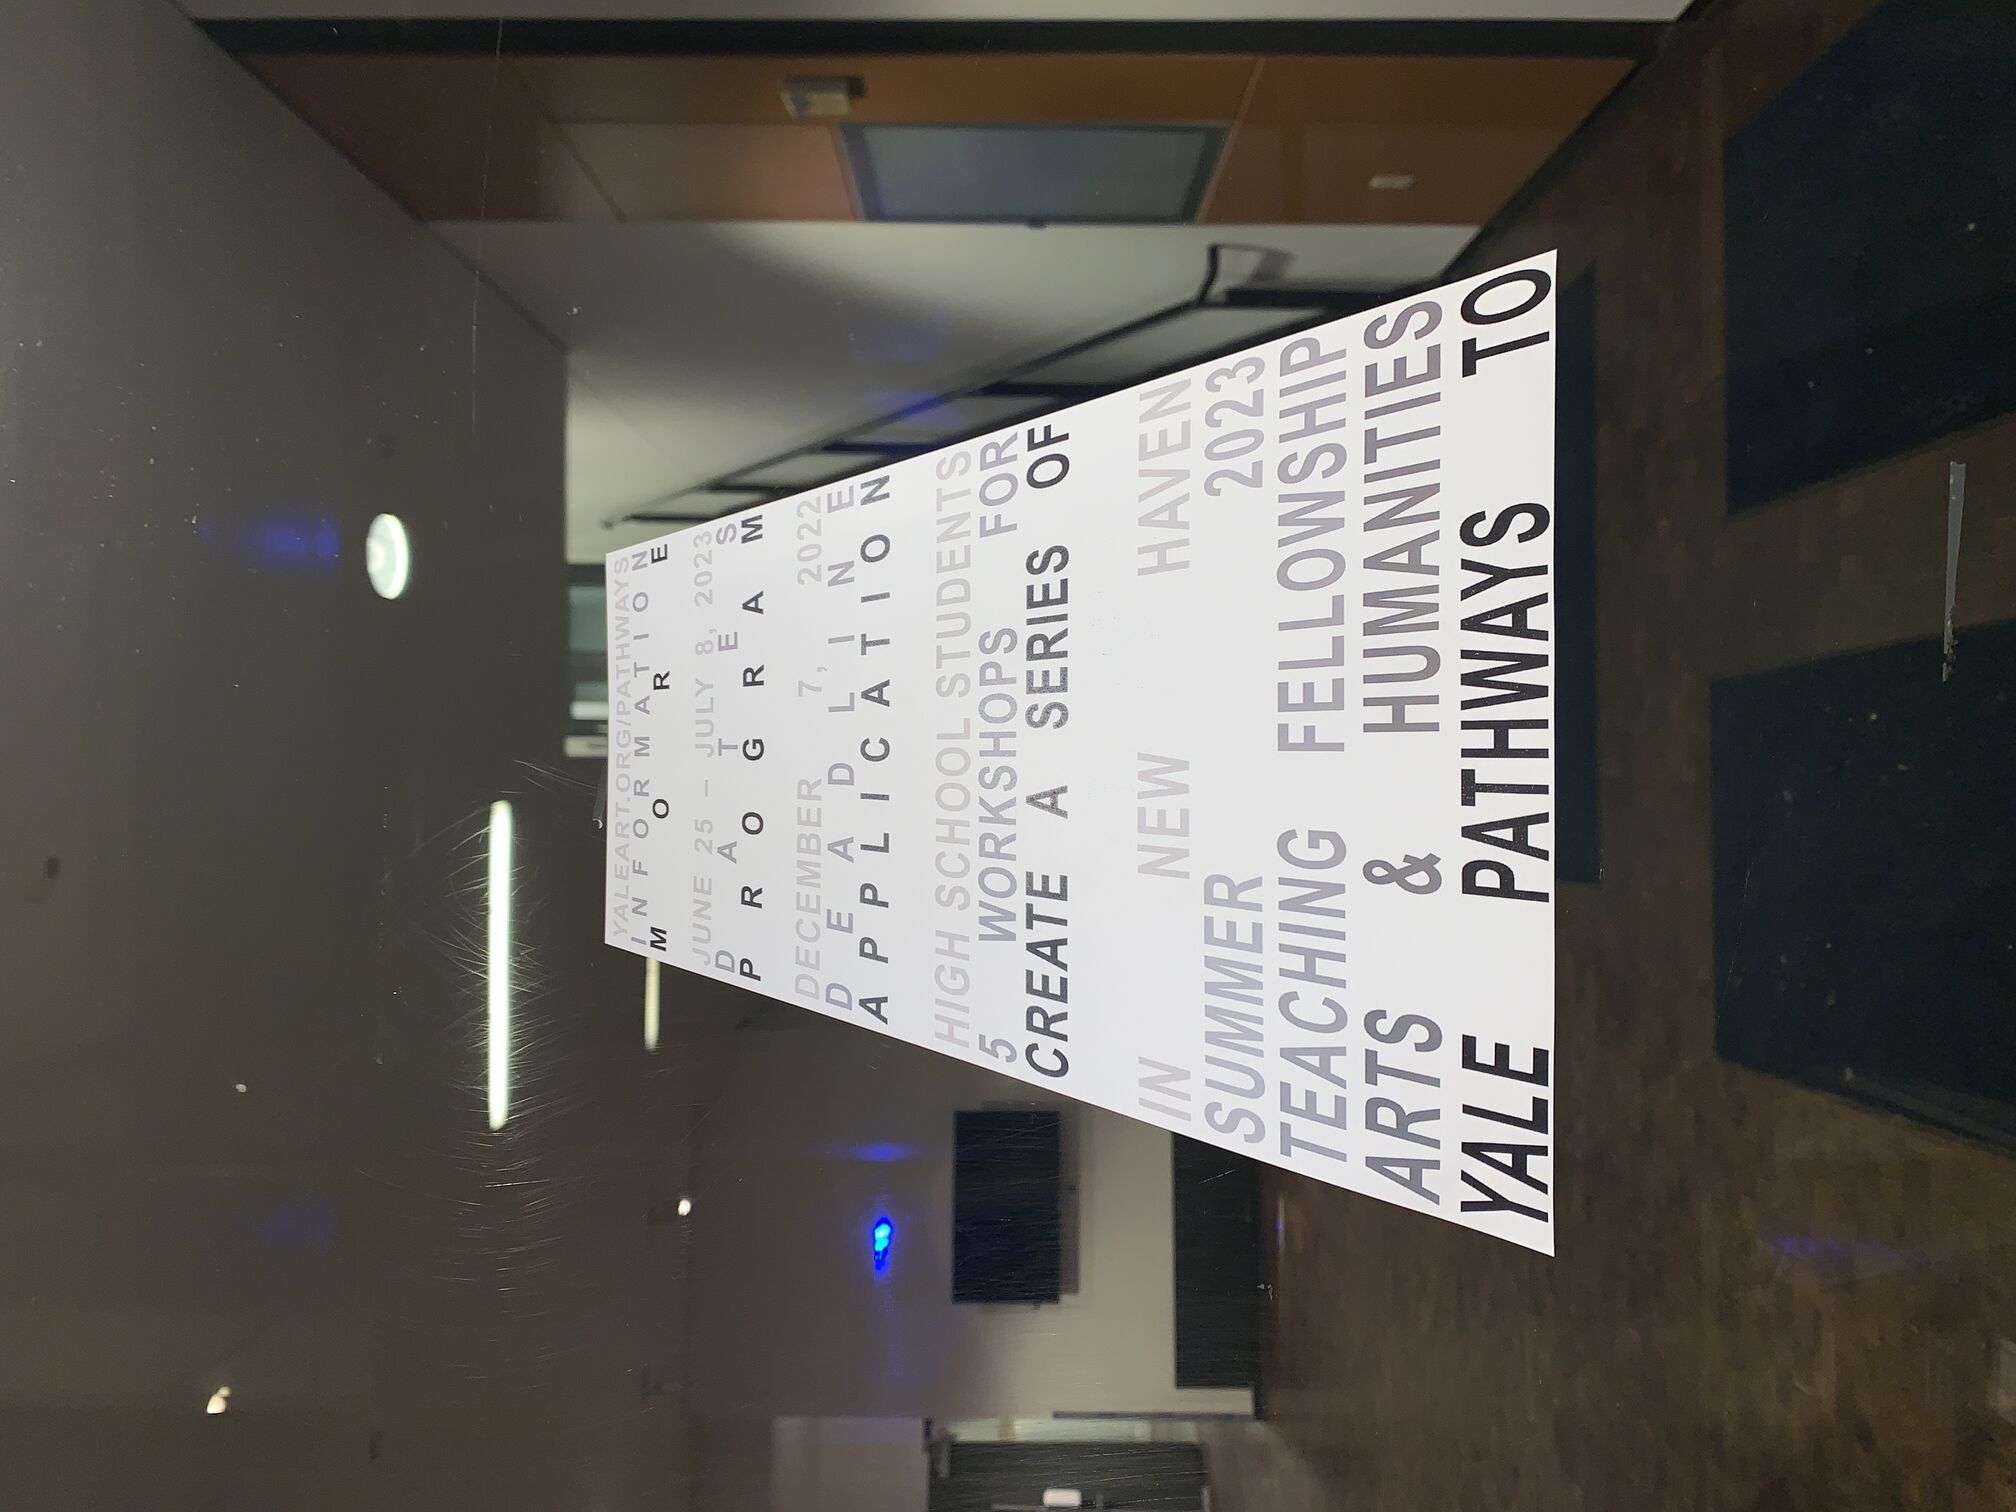 YALE PATHWAYS TO
ARTS & HUMANITIES
TEACHING FELLOWSHIP
SUMMER 2023
IN NEW HAVEN
CREATE A SERIES OF
5 WORKSHOPS FOR
HIGH SCHOOL STUDENTS
APPLICATION
DEADLINE
DECEMBER 7, 2022
PROGRAM
DATES
JUNE 25 – JULY 8, 2023
MORE
INFORMATION
YALEART.ORG/PATHWAYS